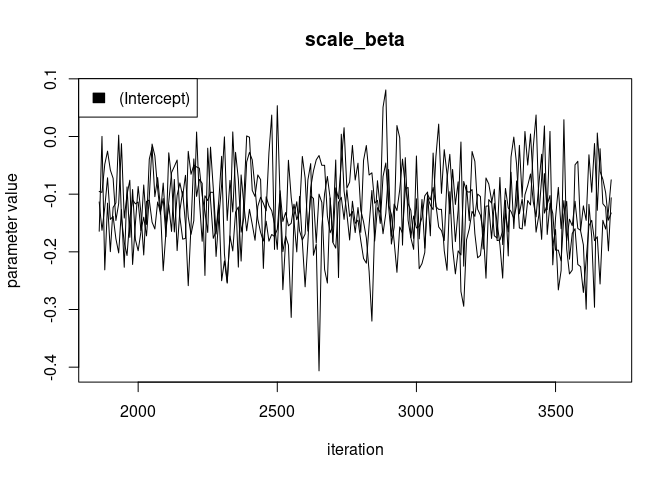 scale_beta
(Intercept)
parameter value
0.1
0.0
-0.1
-0.2
-0.3
-0.4
2000 2500 3000 3500
iteration